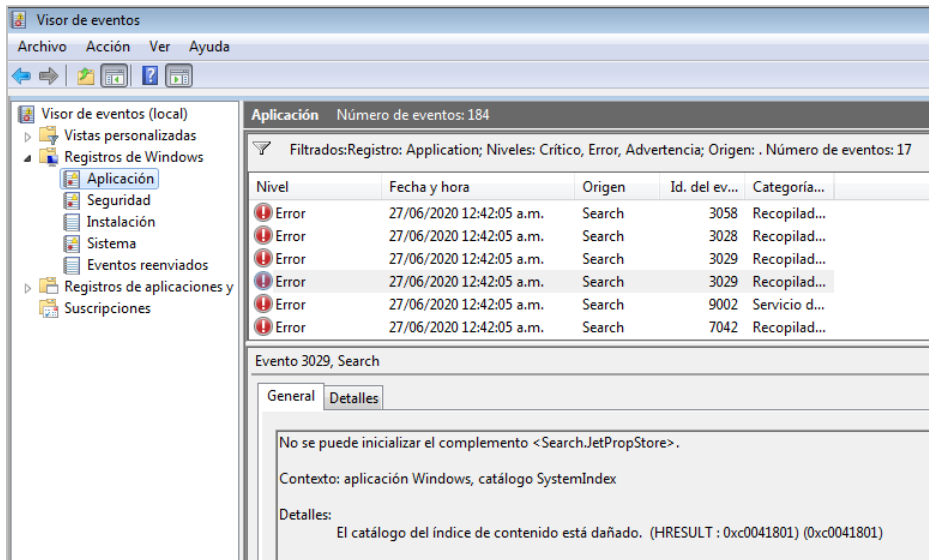 Visor de eventos
Archivo Acción Ver Ayuda
Visor de eventos (local)
Vistas personalizadas
Registros de Windows
Aplicación
Seguridad
Instalación
Sistema
Eventos reenviados
Registros de aplicaciones y
Suscripciones
Aplicación Número de eventos: 184
Filtrados:Registro: Application; Niveles: Crítico, Error, Advertencia; Origen: . Número de eventos: 17
Nivel Fecha y hora Origen Id. del ev... Categoría...
Error 27/06/2020 12:42:05 a.m. Search 3058 Recopilad...
Error 27/06/2020 12:42:05 a.m. Search 3028 Recopilad...
Error 27/06/2020 12:42:05 a.m. Search 3029 Recopilad...
Error 27/06/2020 12:42:05 a.m. Search 3029 Recopilad...
Error 27/06/2020 12:42:05 a.m. Search 9002 Servicio d...
Error 27/06/2020 12:42:05 a.m. Search 7042 Recopilad...
Evento 3029, Search
General Detalles
No se puede inicializar el complemento <Search.JetPropStore>.
Contexto: aplicación Windows, catálogo SystemIndex
Detalles:
El catálogo del índice de contenido está dañado. (HRESULT : 0xc0041801) (0xc0041801)